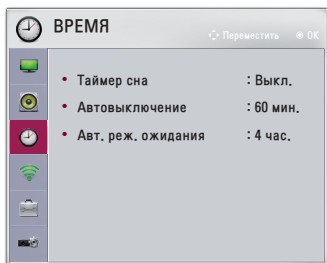 ВРЕМЯ
Переместить OK
• Таймер сна : Выкл.
• Автовыключение : 60 мин.
• Авт. реж. ожидания : 4 час.